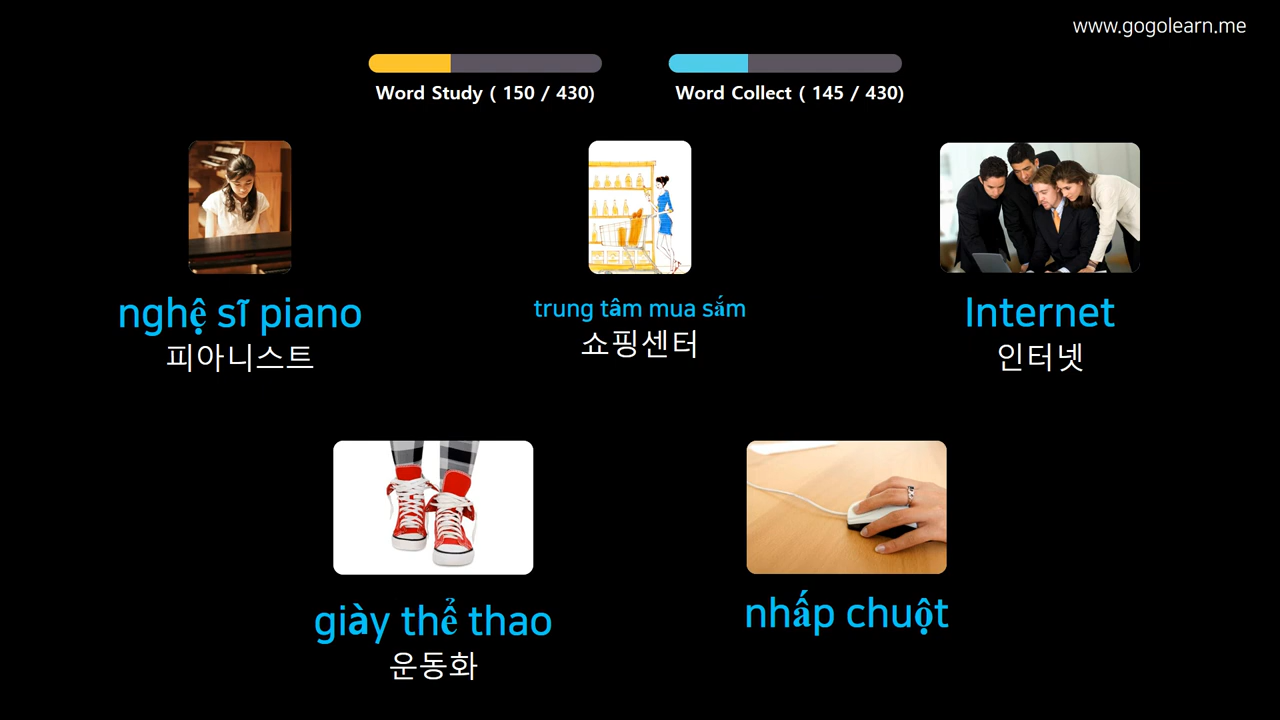 www.gogolearn.me
Word Study ( 150 / 430)
Word Collect ( 145 / 430)
nghệ sĩ piano
피아니스트
trung tâm mua sắm
쇼핑센터
Internet
인터넷
giày thể thao
운동화
nhấp chuột